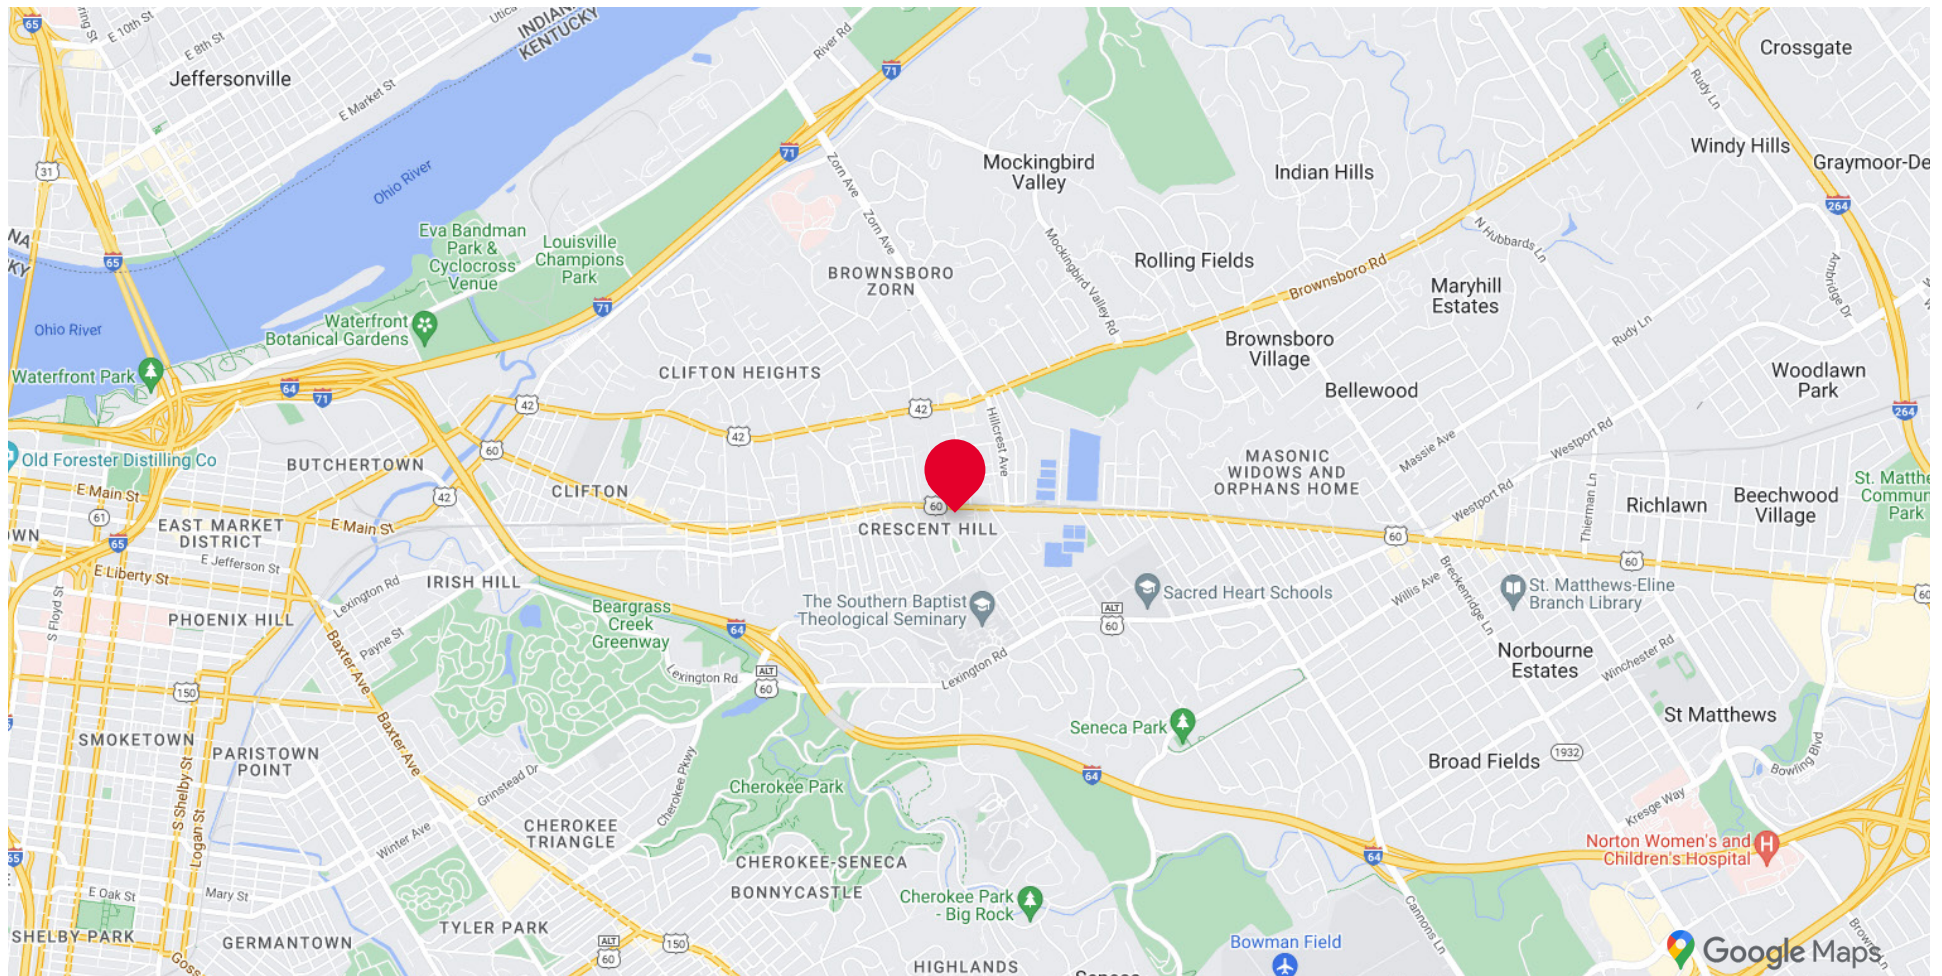 65
ring St
E 10th St
E 8th St
Utica
INDIANA
KENTUCKY
River Rd
71
Crossgate
Jeffersonville
E Market St
Rudy Ln
31
Ohio River
71
Zorn Ave
Mockingbird
Valley
Indian Hills
Windy Hills
Graymoor-De
264
NA
KY
65
Eva Bandman
Park &
Cyclocross
Venue
Louisville
Champions
Park
Zorn Ave
Mockingbird Valley Rd
N Hubbards Ln
Rolling Fields
BROWNSBORO
ZORN
Brownsboro Rd
Maryhill
Estates
Ambridge Dr
Ohio River
Waterfront
Botanical Gardens
71
Brownsboro
Village
Rudy Ln
Waterfront Park
64
71
CLIFTON HEIGHTS
Bellewood
Woodlawn
Park
42
42
42
Hillcrest Ave
264
Old Forester Distilling Co
BUTCHERTOWN
60
MASONIC
WIDOWS AND
ORPHANS HOME
Massie Ave
Westport Rd
St. Matthe
Commun
Park
E Main St
42
CLIFTON
60
Westport Rd
Thierman Ln
Richlawn
Beechwood
Village
61
OWN
EAST MARKET
DISTRICT
E Main St
CRESCENT HILL
65
60
60
E Jefferson St
E Liberty St
S Floyd St
Lexington Rd
IRISH HILL
Beargrass
Creek
Greenway
The Southern Baptist
Theological Seminary
Sacred Heart Schools
Willis Ave
Breckenridge Ln
St. Matthews-Eline
Branch Library
60
PHOENIX HILL
Baxter Ave
Payne St
64
ALT
60
Norbourne
Estates
Winchester Rd
Lexington Rd
ALT
60
Lexington Rd
150
Baxter Ave
Seneca Park
St Matthews
SMOKETOWN
PARISTOWN
POINT
S Shelby St
Logan St
Broad Fields
1932
Bowling Blvd
Grinstead Dr
Cherokee Pkwy
Cherokee Park
64
Kresge Way
CHEROKEE
TRIANGLE
Winter Ave
Norton Women's and
Children's Hospital
65
CHEROKEE-SENECA
64
E Oak St
Mary St
BONNYCASTLE
Cherokee Park
- Big Rock
Cannons Ln
TYLER PARK
SHELBY PARK
GERMANTOWN
ALT
60
150
Bowman Field
Goss
HIGHLANDS
Google Maps